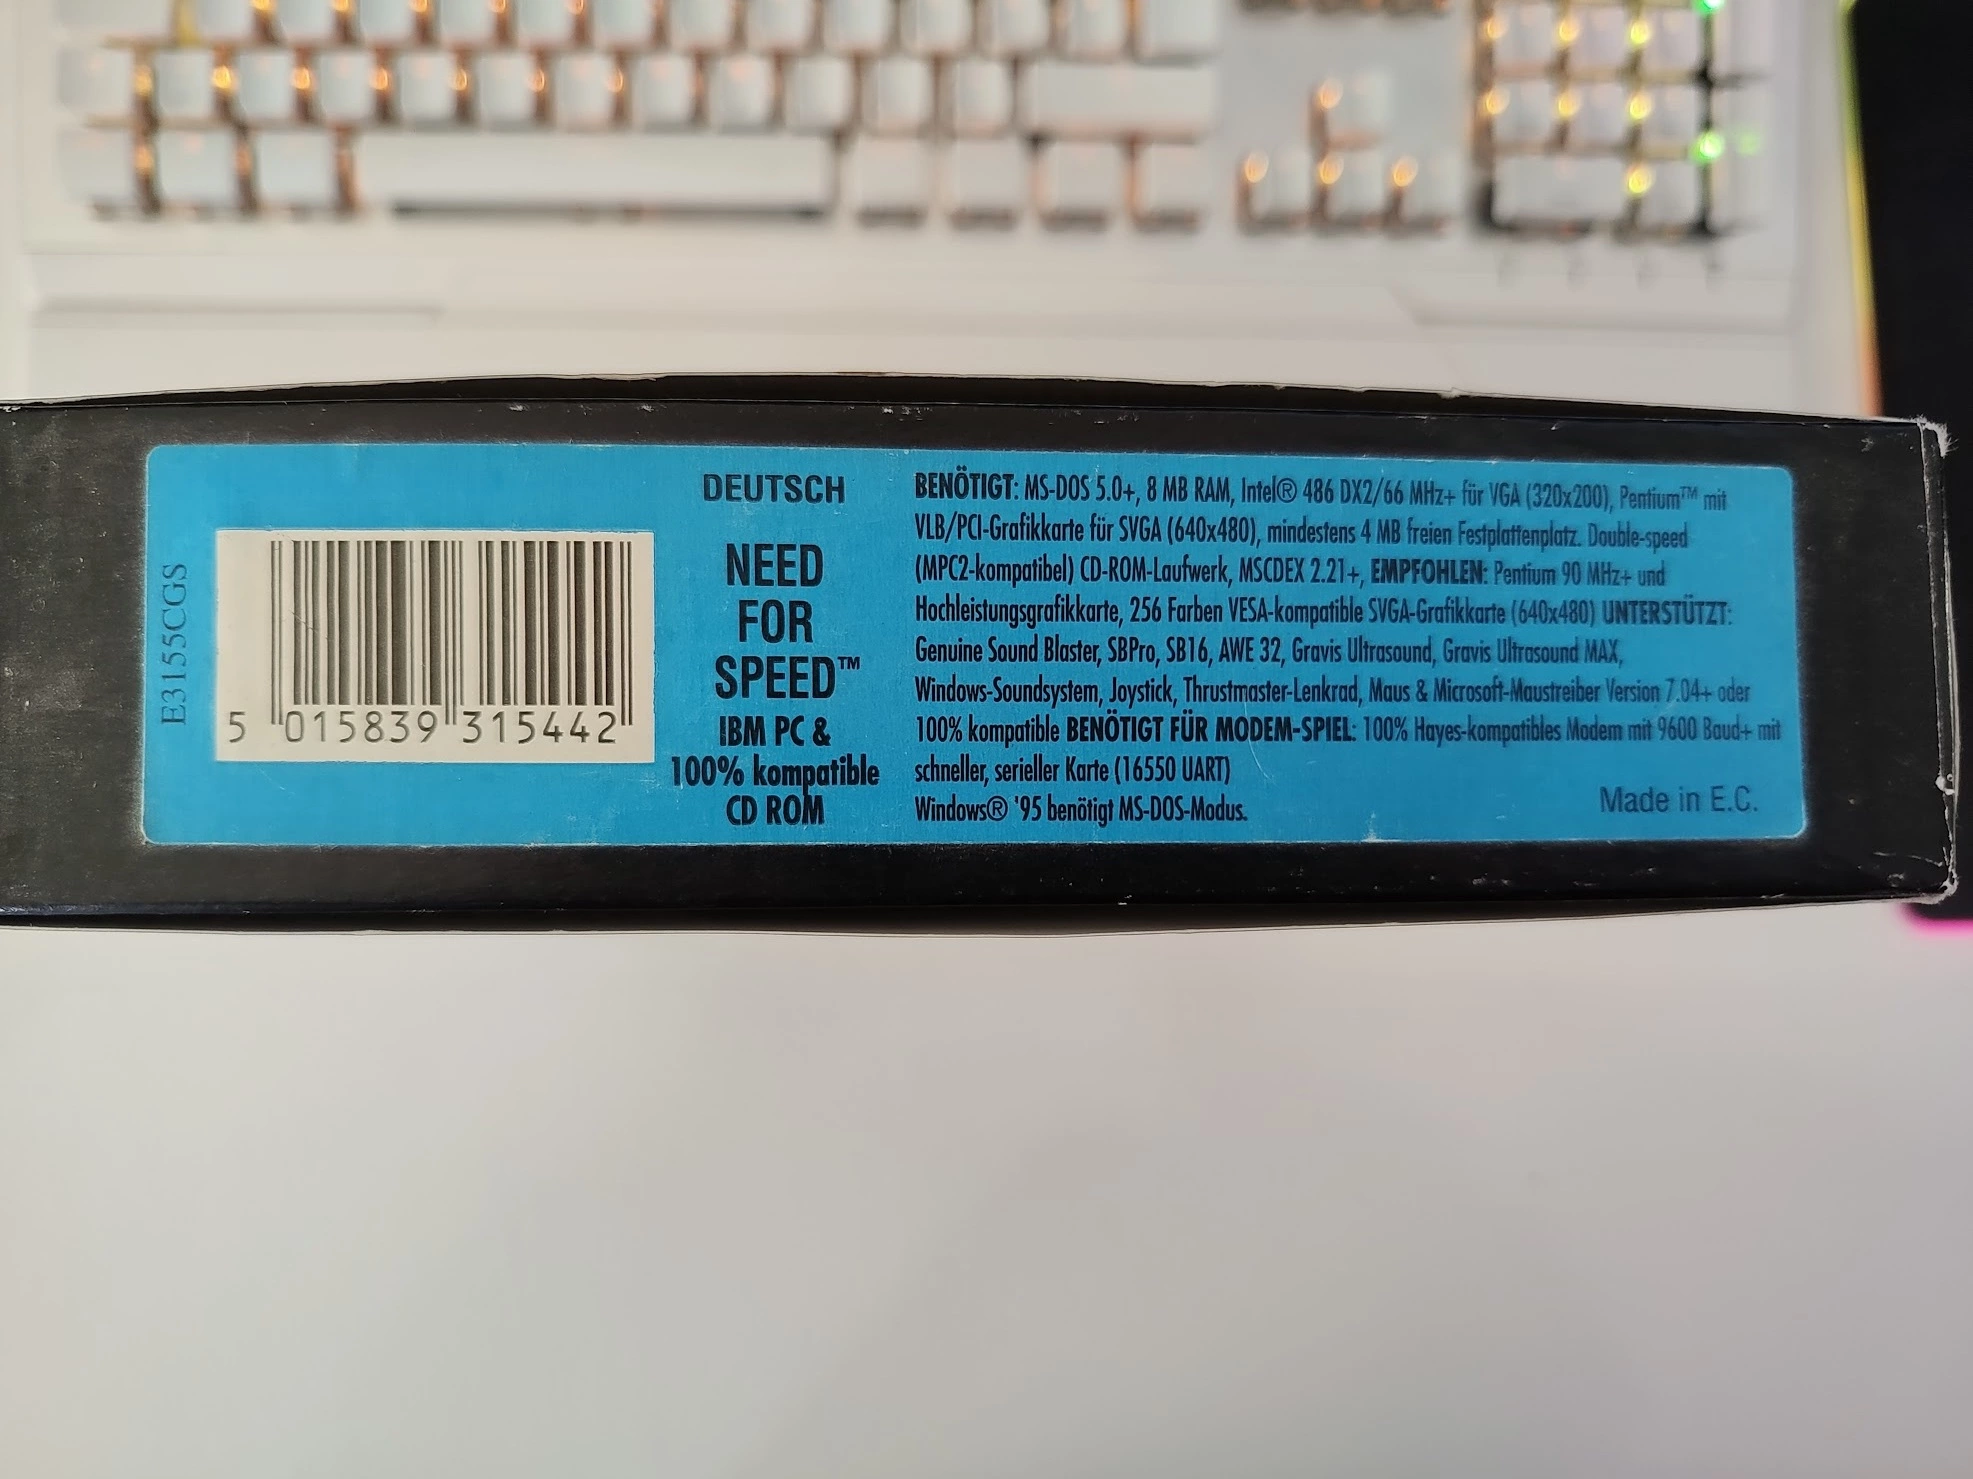 E3155CGS
5 015839 315442
DEUTSCH
NEED
FOR
SPEED™
IBM PC &
100% kompatible
CD ROM
BENÖTIGT: MS-DOS 5.0+, 8 MB RAM, Intel® 486 DX2/66 MHz+ für VGA (320x200), Pentium™ mit
VLB/PCI-Grafikkarte für SVGA (640x480), mindestens 4 MB freien Festplattenplatz. Double-speed
(MPC2-kompatibel) CD-ROM-Laufwerk, MSCDEX 2.21+, EMPFOHLEN: Pentium 90 MHz+ und
Hochleistungsgrafikkarte, 256 Farben VESA-kompatible SVGA-Grafikkarte (640x480) UNTERSTÜTZT:
Genuine Sound Blaster, SBPro, SB16, AWE 32, Gravis Ultrasound, Gravis Ultrasound MAX,
Windows-Soundsystem, Joystick, Thrustmaster-Lenkrad, Maus & Microsoft-Maustreiber Version 7.04+ oder
100% kompatible BENÖTIGT FÜR MODEM-SPIEL: 100% Hayes-kompatibles Modem mit 9600 Baud+ mit
schneller, serieller Karte (16550 UART)
Windows® '95 benötigt MS-DOS-Modus.
Made in E.C.